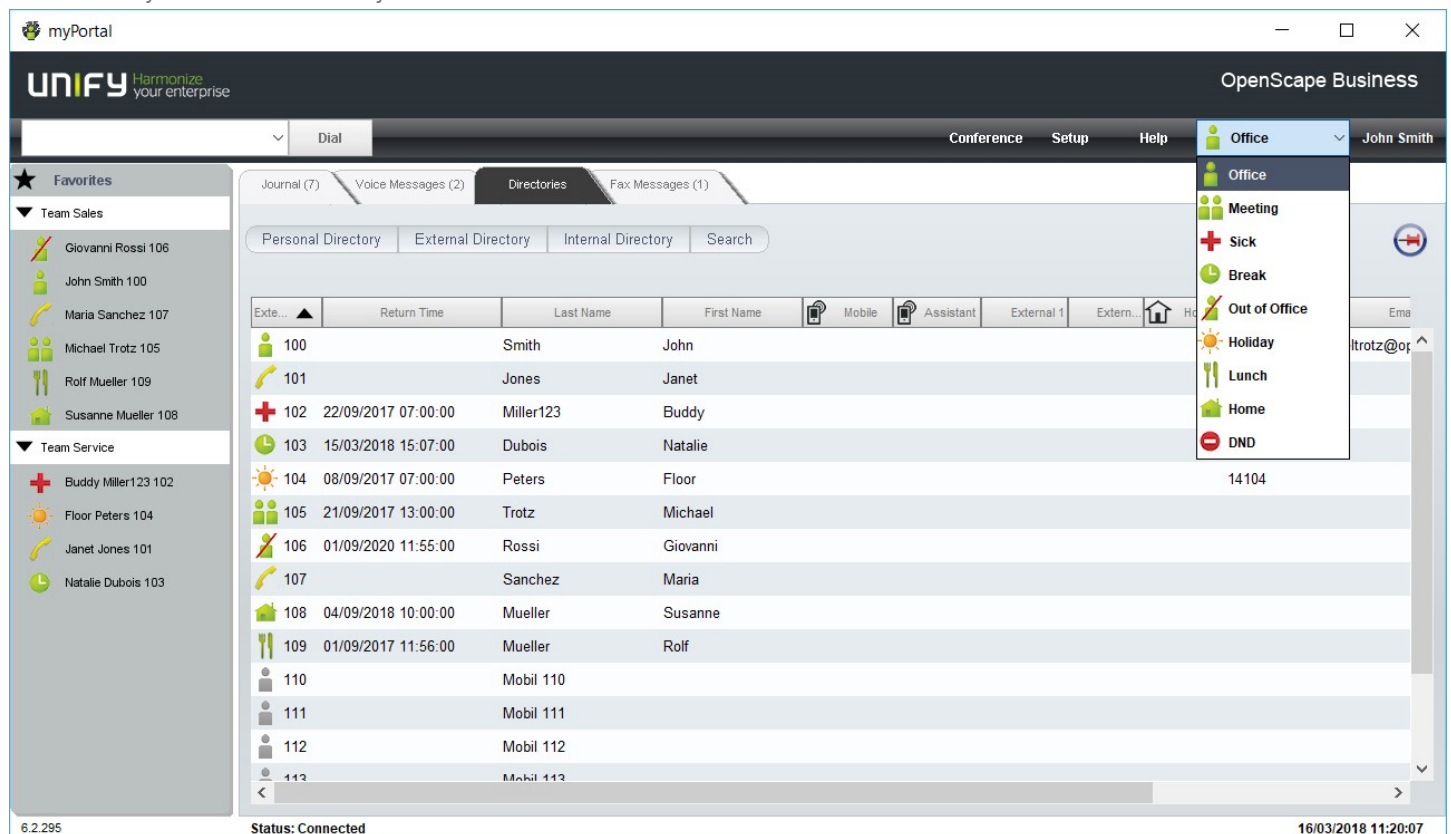 myPortal
UNIFY Harmonize your enterprise
OpenScape Business
Dial Conference Setup Help Office John Smith
Favorites
Team Sales
Giovanni Rossi 106
John Smith 100
Maria Sanchez 107
Michael Trotz 105
Rolf Mueller 109
Susanne Mueller 108
Team Service
Buddy Miller123 102
Floor Peters 104
Janet Jones 101
Natalie Dubois 103
Journal (7) Voice Messages (2) Directories Fax Messages (1)
Personal Directory External Directory Internal Directory Search
Exte... Return Time Last Name First Name Mobile Assistant External 1 Extern... Ho Ema
100 Smith John ltrotz@op
101 Jones Janet
102 22/09/2017 07:00:00 Miller123 Buddy
103 15/03/2018 15:07:00 Dubois Natalie
104 08/09/2017 07:00:00 Peters Floor 14104
105 21/09/2017 13:00:00 Trotz Michael
106 01/09/2020 11:55:00 Rossi Giovanni
107 Sanchez Maria
108 04/09/2018 10:00:00 Mueller Susanne
109 01/09/2017 11:56:00 Mueller Rolf
110 Mobil 110
111 Mobil 111
112 Mobil 112
113 Mobil 113
Office
Meeting
Sick
Break
Out of Office
Holiday
Lunch
Home
DND
6.2.295 Status: Connected 16/03/2018 11:20:07